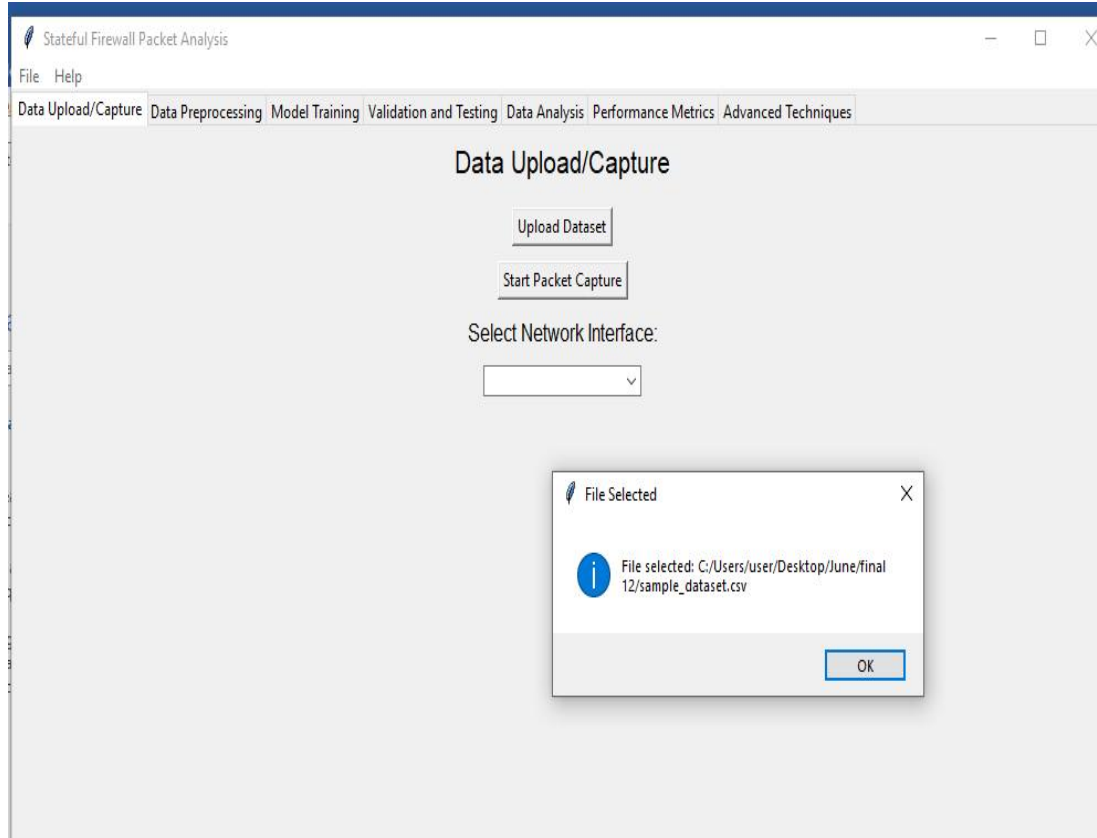 Stateful Firewall Packet Analysis
File Help
Data Upload/Capture Data Preprocessing Model Training Validation and Testing Data Analysis Performance Metrics Advanced Techniques
Data Upload/Capture
Upload Dataset
Start Packet Capture
Select Network Interface:
File Selected
File selected: C:/Users/user/Desktop/June/final
12/sample_dataset.csv
OK